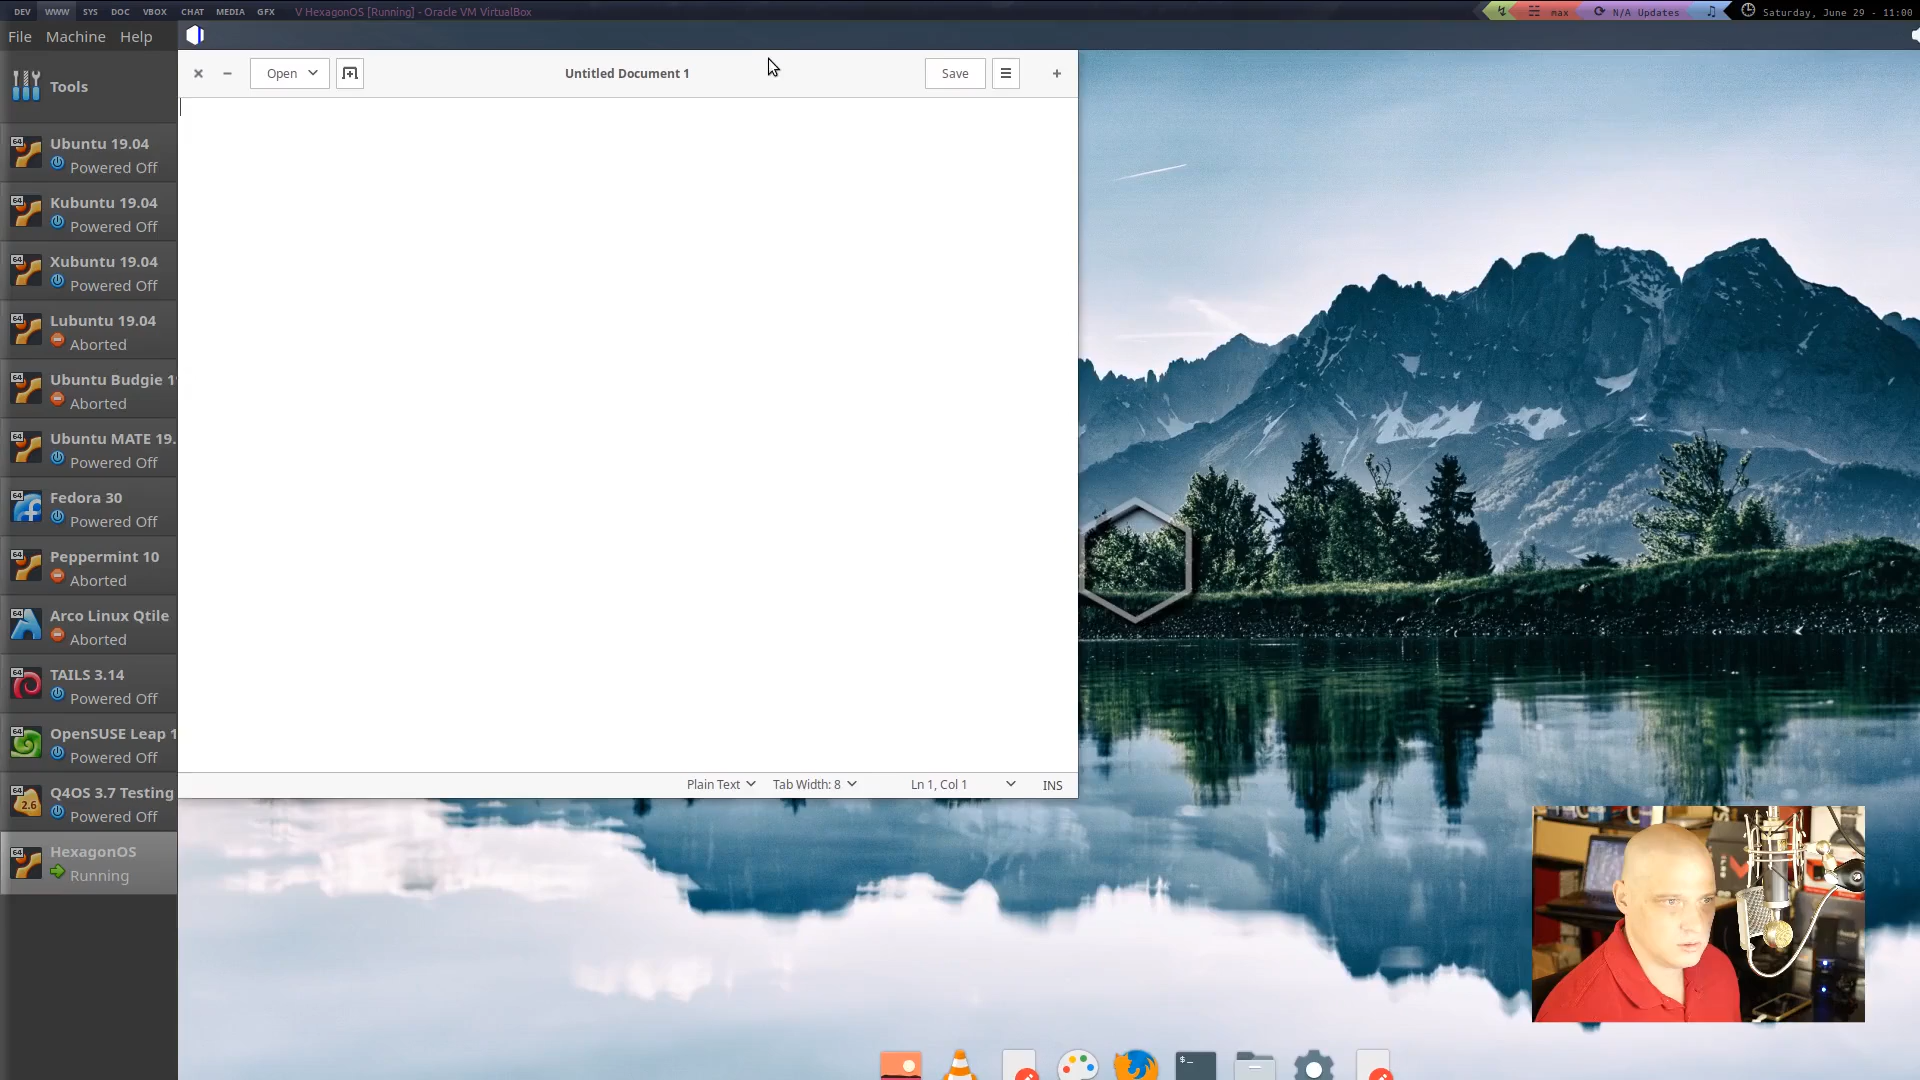 DEV WWW SYS DOC VBOX CHAT MEDIA GFX V HexagonOS [Running] - Oracle VM VirtualBox max N/A Updates Saturday, June 29 - 11:00
File Machine Help
Open Untitled Document 1 Save
Tools
Ubuntu 19.04
Powered Off
Kubuntu 19.04
Powered Off
Xubuntu 19.04
Powered Off
Lubuntu 19.04
Aborted
Ubuntu Budgie 1
Aborted
Ubuntu MATE 19.
Powered Off
Fedora 30
Powered Off
Peppermint 10
Aborted
Arco Linux Qtile
Aborted
TAILS 3.14
Powered Off
OpenSUSE Leap 1
Powered Off
Plain Text Tab Width: 8 Ln 1, Col 1 INS
Q4OS 3.7 Testing
2.6
Powered Off
HexagonOS
Running